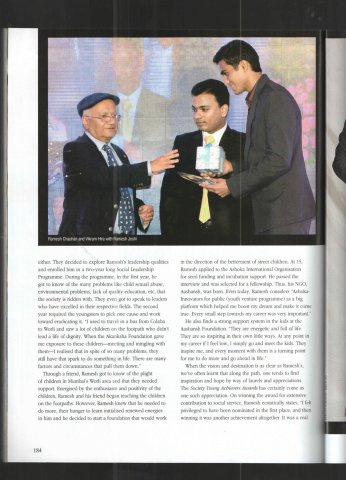 Ramesh Chauhan and Vikram Hira with Ramesh Joshi
either. They decided to explore Ramesh's leadership qualities
and enrolled him in a two-year long Social Leadership
Programme. During the programme, in the first year, he
got to know of the many problems like child sexual abuse,
environmental problems, lack of quality education, etc. that
the society is ridden with. They even got to speak to leaders
who have excelled in their respective fields. The second
year required the youngsters to pick one cause and work
toward eradicating it. "I used to travel in a bus from Colaba
to Worli and saw a lot of children on the footpath who didn't
lead a life of dignity. When the Akanksha Foundation gave
me exposure to these children—meeting and mingling with
them—I realised that in spite of so many problems, they
still have that spark to do something in life. There are many
factors and circumstances that pull them down."
Through a friend, Ramesh got to know of the plight
of children in Mumbai's Worli area and that they needed
support. Energised by the enthusiasm and positivity of the
children, Ramesh and his friend began teaching the children
on the footpaths. However, Ramesh knew that he needed to
do more, their hunger to learn initialised renewed energies
in him and he decided to start a foundation that would work
in the direction of the betterment of street children. At 15,
Ramesh applied to the Ashoka International Organisation
for seed funding and incubation support. He passed the
interview and was selected for a fellowship. Thus, his NGO,
Aashansh, was born. Even today, Ramesh considers "Ashoka-
Innovators for public (youth venture programme) as a big
platform which helped me boost my dream and make it come
true. Every small step towards my career was very important."
He also finds a strong support system in the kids at the
Aashansh Foundation. "They are energetic and full of life.
They are so inspiring in their own little ways. At any point in
my career if I feel low, I simply go and meet the kids. They
inspire me, and every moment with them is a turning point
for me to do more and go ahead in life."
When the vision and destination is as clear as Ramesh's,
we've often learnt that along the path, one tends to find
inspiration and hope by way of laurels and appreciations.
The Society Young Achievers Awards has certainly come as
one such appreciation. On winning the award for extensive
contribution to social service, Ramesh ecstatically states, "I felt
privileged to have been nominated in the first place, and then
winning it was another achievement altogether. It was a real
184